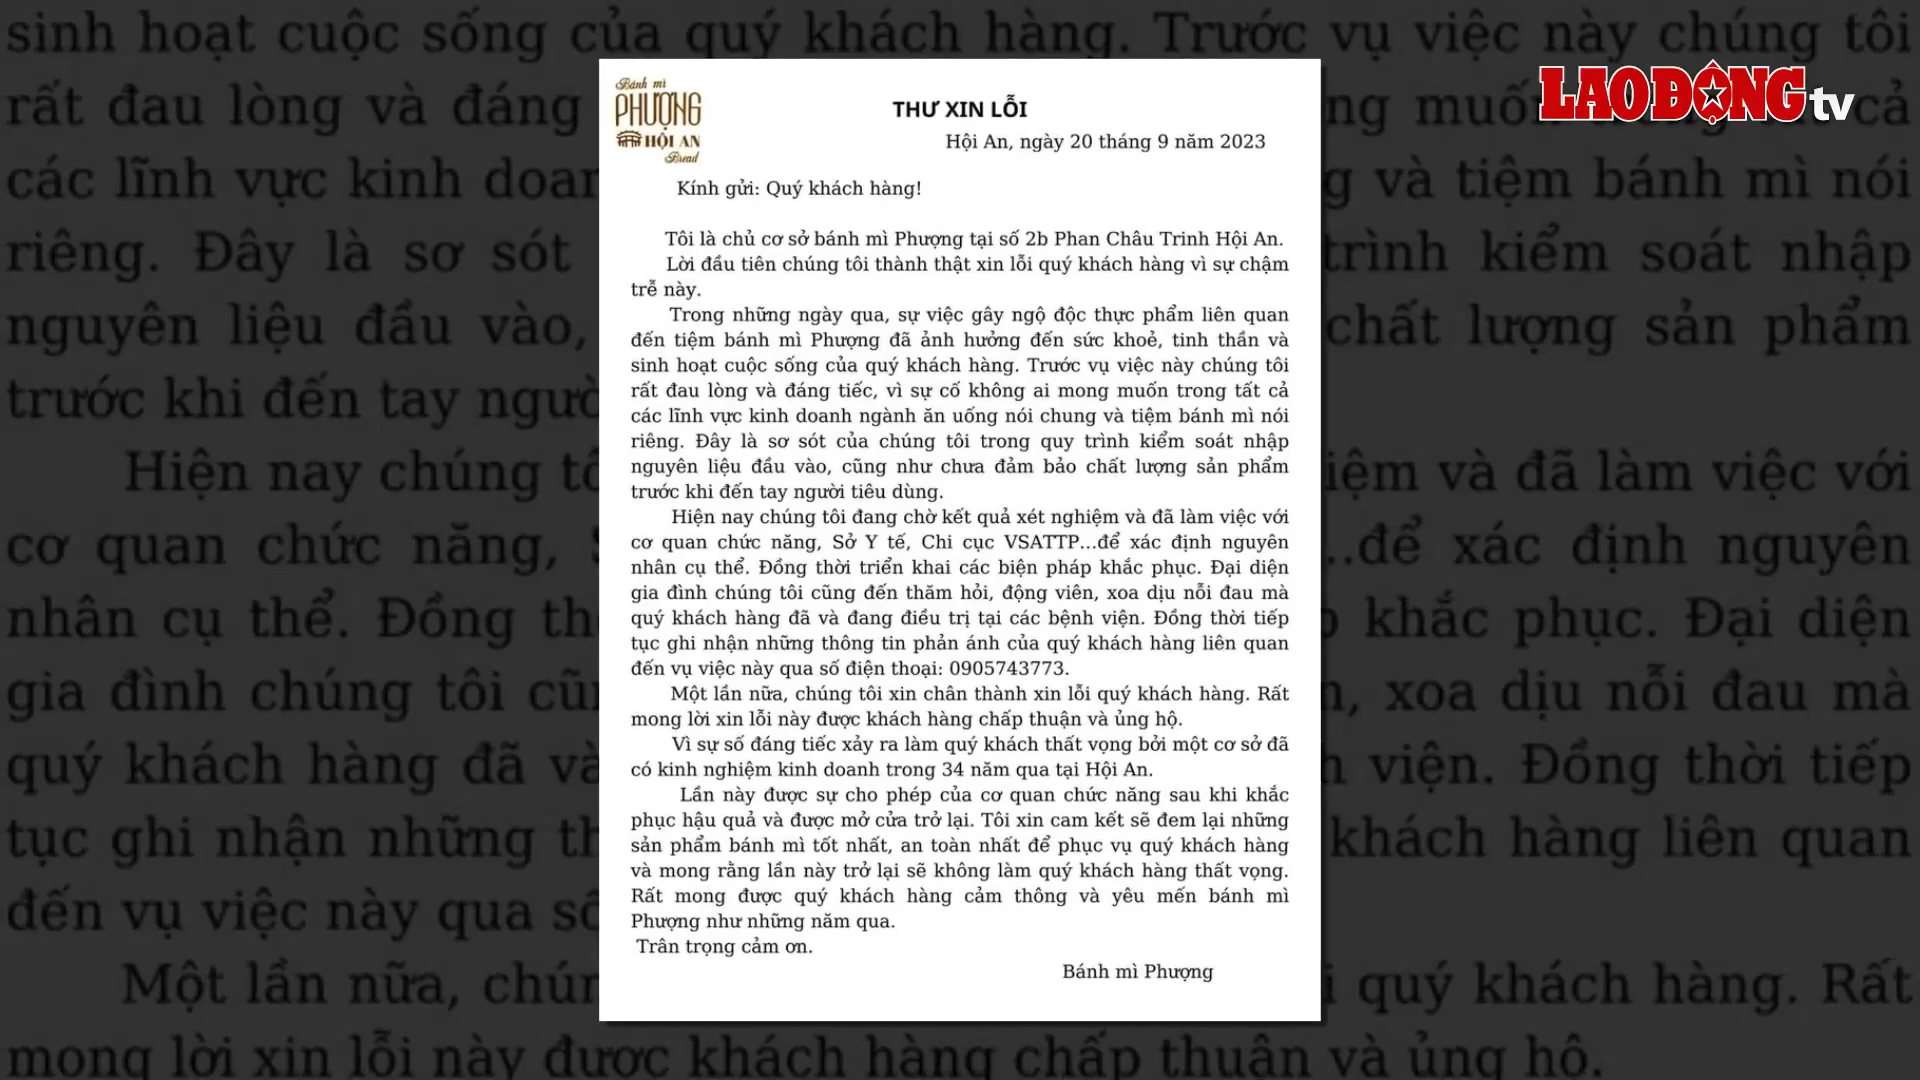 LAO ĐỘNG tv
Bánh mì
PHƯỢNG
HỘI AN
Bread
THƯ XIN LỖI
Hội An, ngày 20 tháng 9 năm 2023
Kính gửi: Quý khách hàng!
Tôi là chủ cơ sở bánh mì Phượng tại số 2b Phan Châu Trinh Hội An.
Lời đầu tiên chúng tôi thành thật xin lỗi quý khách hàng vì sự chậm
trễ này.
Trong những ngày qua, sự việc gây ngộ độc thực phẩm liên quan
đến tiệm bánh mì Phượng đã ảnh hưởng đến sức khoẻ, tinh thần và
sinh hoạt cuộc sống của quý khách hàng. Trước vụ việc này chúng tôi
rất đau lòng và đáng tiếc, vì sự cố không ai mong muốn trong tất cả
các lĩnh vực kinh doanh ngành ăn uống nói chung và tiệm bánh mì nói
riêng. Đây là sơ sót của chúng tôi trong quy trình kiểm soát nhập
nguyên liệu đầu vào, cũng như chưa đảm bảo chất lượng sản phẩm
trước khi đến tay người tiêu dùng.
Hiện nay chúng tôi đang chờ kết quả xét nghiệm và đã làm việc với
cơ quan chức năng, Sở Y tế, Chi cục VSATTP...để xác định nguyên
nhân cụ thể. Đồng thời triển khai các biện pháp khắc phục. Đại diện
gia đình chúng tôi cũng đến thăm hỏi, động viên, xoa dịu nỗi đau mà
quý khách hàng đã và đang điều trị tại các bệnh viện. Đồng thời tiếp
tục ghi nhận những thông tin phản ánh của quý khách hàng liên quan
đến vụ việc này qua số điện thoại: 0905743773.
Một lần nữa, chúng tôi xin chân thành xin lỗi quý khách hàng. Rất
mong lời xin lỗi này được khách hàng chấp thuận và ủng hộ.
Vì sự số đáng tiếc xảy ra làm quý khách thất vọng bởi một cơ sở đã
có kinh nghiệm kinh doanh trong 34 năm qua tại Hội An.
Lần này được sự cho phép của cơ quan chức năng sau khi khắc
phục hậu quả và được mở cửa trở lại. Tôi xin cam kết sẽ đem lại những
sản phẩm bánh mì tốt nhất, an toàn nhất để phục vụ quý khách hàng
và mong rằng lần này trở lại sẽ không làm quý khách hàng thất vọng.
Rất mong được quý khách hàng cảm thông và yêu mến bánh mì
Phượng như những năm qua.
Trân trọng cảm ơn.
Bánh mì Phượng